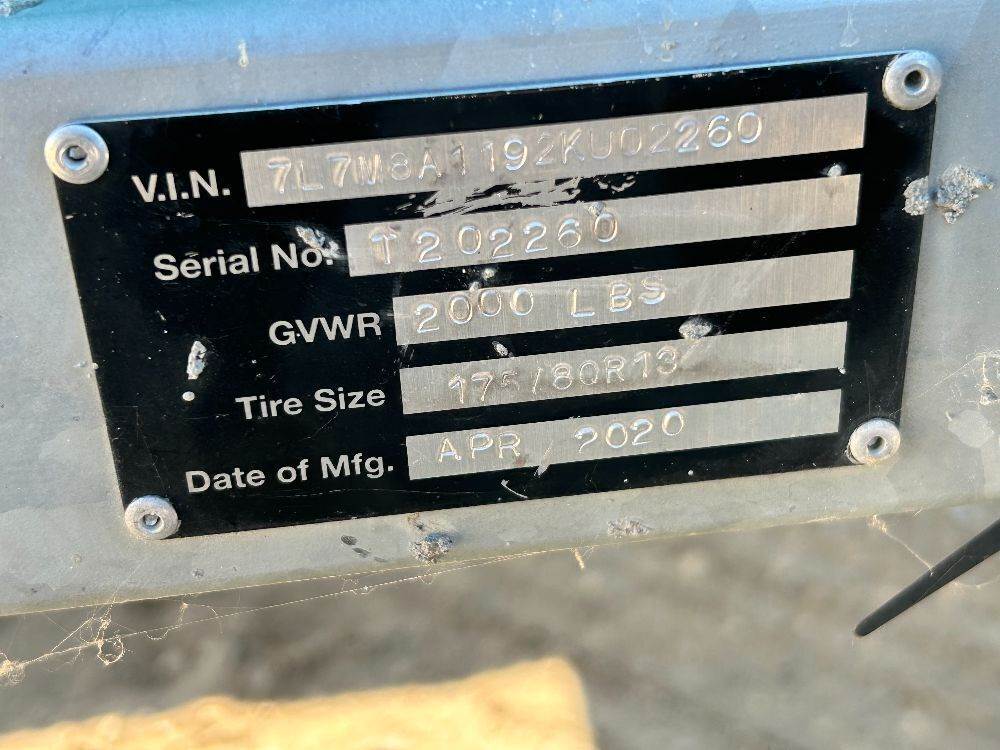 V.I.N. 7L7M8A1192KU02260
Serial No. T202260
GVWR 2000 LBS
Tire Size 175/80R13
Date of Mfg. APR 2020